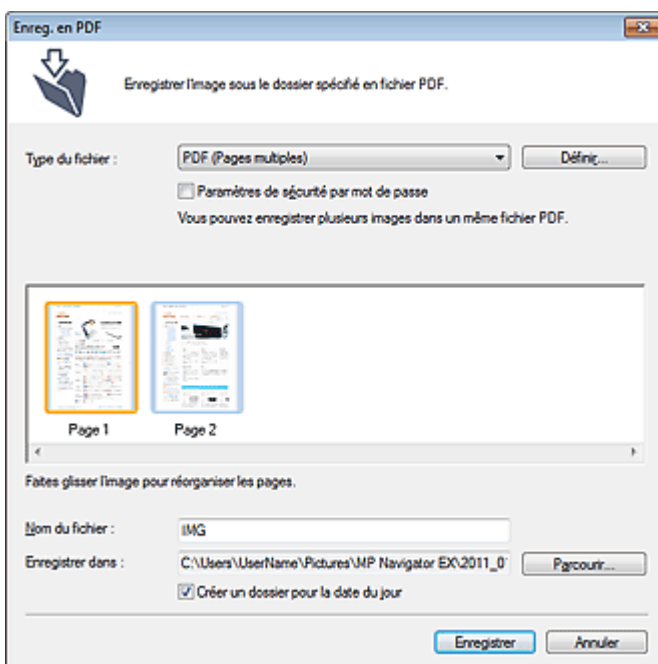 Enreg. en PDF
Enregistrer l'image sous le dossier spécifié en fichier PDF.
Type du fichier : PDF (Pages multiples) Définir...
Paramètres de sécurité par mot de passe
Vous pouvez enregistrer plusieurs images dans un même fichier PDF.
Page 1 Page 2
Faites glisser l'image pour réorganiser les pages.
Nom du fichier : IMG
Enregistrer dans : C:\Users\UserName\Pictures\MP Navigator EX\2011_0 Parcourir...
Créer un dossier pour la date du jour
Enregistrer Annuler